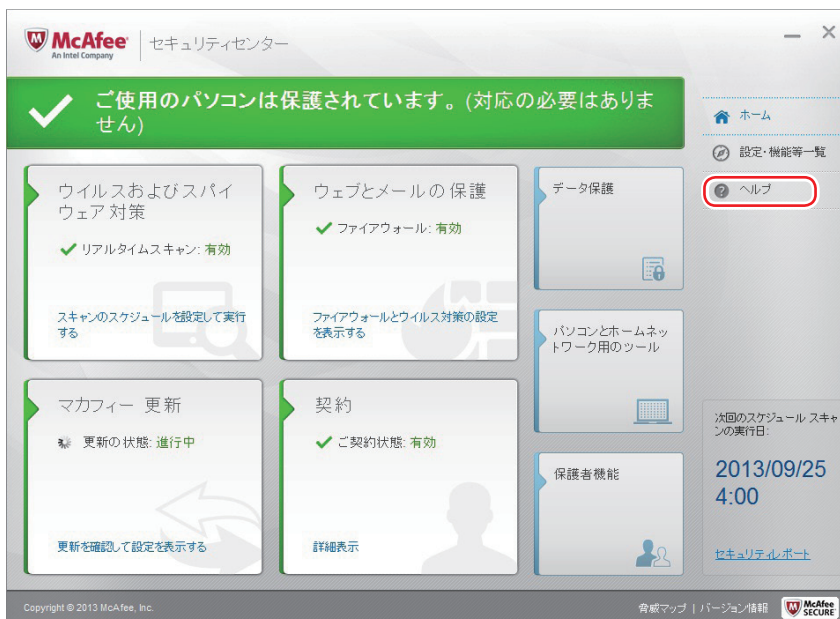 McAfee
An Intel Company
セキュリティセンター
ご使用のパソコンは保護されています。(対応の必要はありま
せん)
ホーム
設定・機能等一覧
ヘルプ
ウイルスおよびスパイ
ウェア対策
リアルタイムスキャン: 有効
スキャンのスケジュールを設定して実行
する
ウェブとメールの保護
ファイアウォール: 有効
ファイアウォールとウイルス対策の設定
を表示する
データ保護
パソコンとホームネッ
トワーク用のツール
マカフィー 更新
更新の状態: 進行中
更新を確認して設定を表示する
契約
ご契約状態: 有効
詳細表示
保護者機能
次回のスケジュール スキャ
ンの実行日:
2013/09/25
4:00
セキュリティレポート
Copyright © 2013 McAfee, Inc.
脅威マップ | バージョン情報
McAfee
SECURE